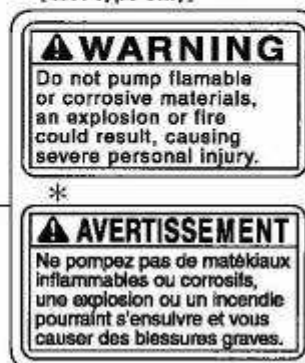 WARNING
Do not pump flamable
or corrosive materials,
an explosion or fire
could result, causing
severe personal injury.
*
AVERTISSEMENT
Ne pompez pas de matékiaux
inflammables ou corrosifs,
une explosion ou un incendie
pourraint s'ensuivre et vous
causer des blessures graves.